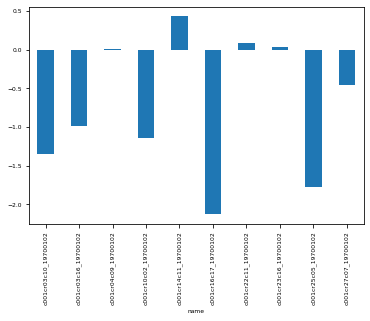 0.5
0.0
−0.5
−1.0
−1.5
−2.0
c001cr03c10_19700102
c001cr03c16_19700102
c001cr04c09_19700102
c001cr10c02_19700102
c001cr14c11_19700102
c001cr16c17_19700102
c001cr22c11_19700102
c001cr23c16_19700102
c001cr25c05_19700102
c001cr27c07_19700102
name